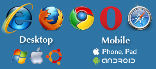 Desktop
Mobile
iPhone, iPad
ANDROID